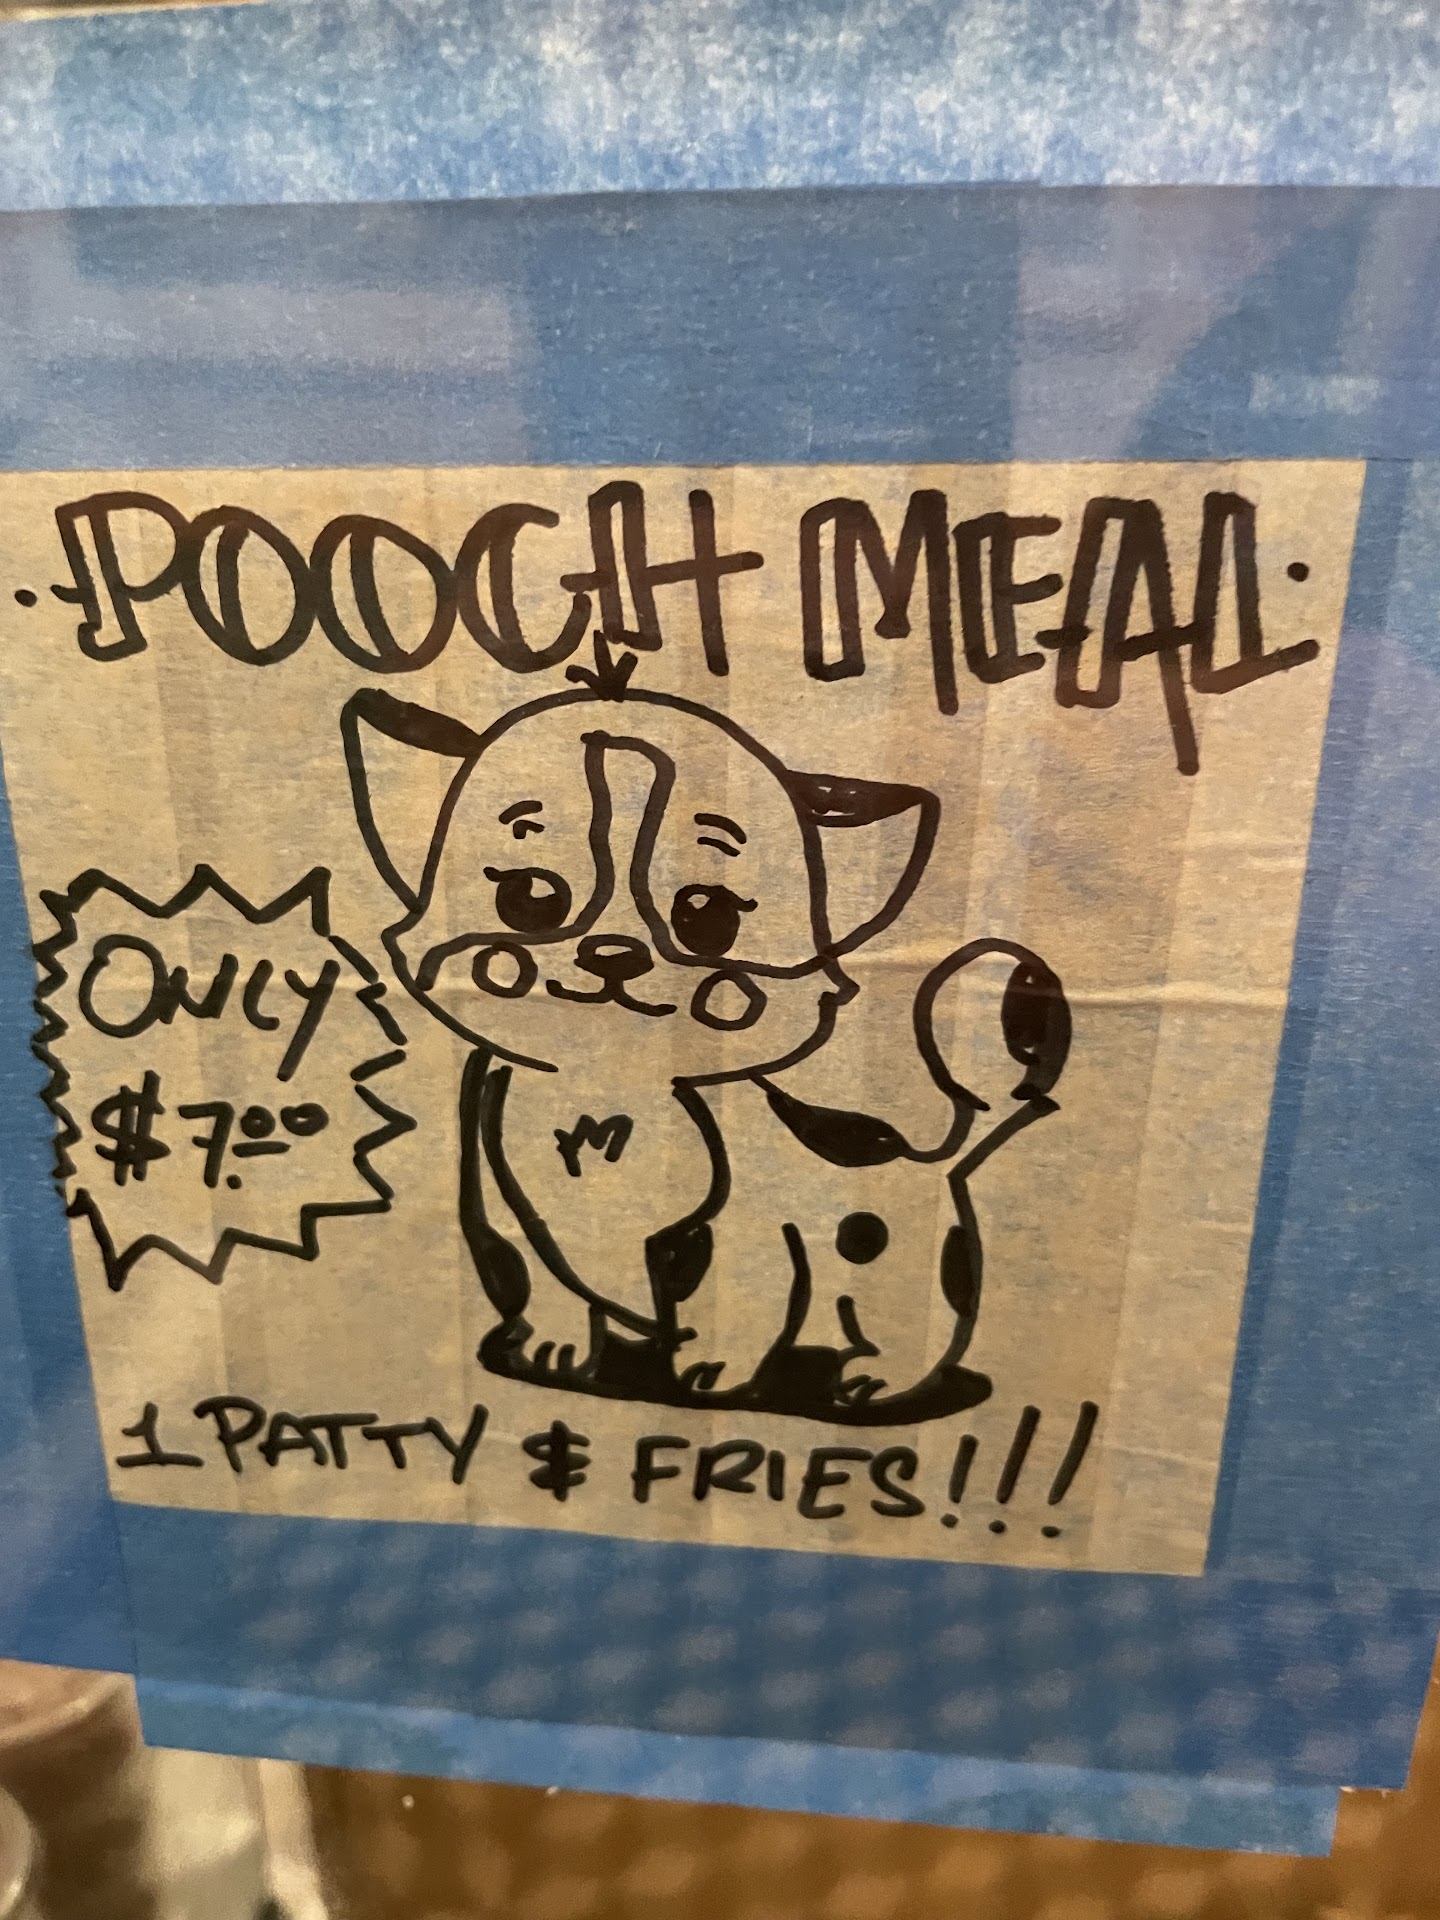 ·POOCH MEAL·
ONLY
$7.00
1 PATTY & FRIES!!!